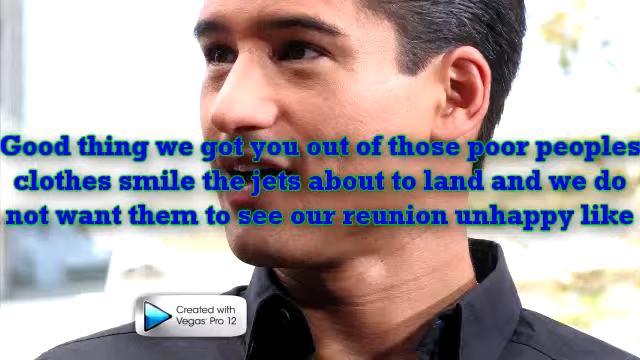 Good thing we got you out of those poor peoples
clothes smile the jets about to land and we do
not want them to see our reunion unhappy like
Created with
Vegas Pro 12